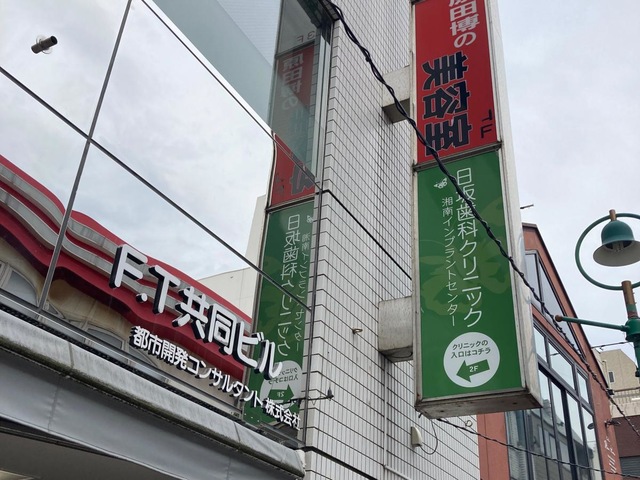 田博の
美容室
日坂歯科クリニック
湘南インプラントセンター
クリニックの
入口はコチラ
2F
F.T共同ビル
都市開発コンサルタント株式会社